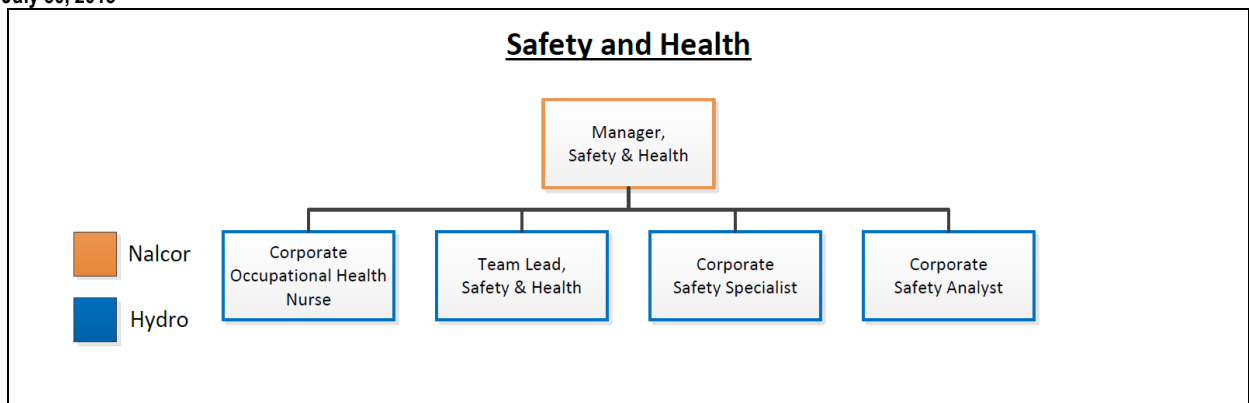 Safety and Health
Manager,
Safety & Health
Corporate
Occupational Health
Nurse
Team Lead,
Safety & Health
Corporate
Safety Specialist
Corporate
Safety Analyst
Nalcor
Hydro